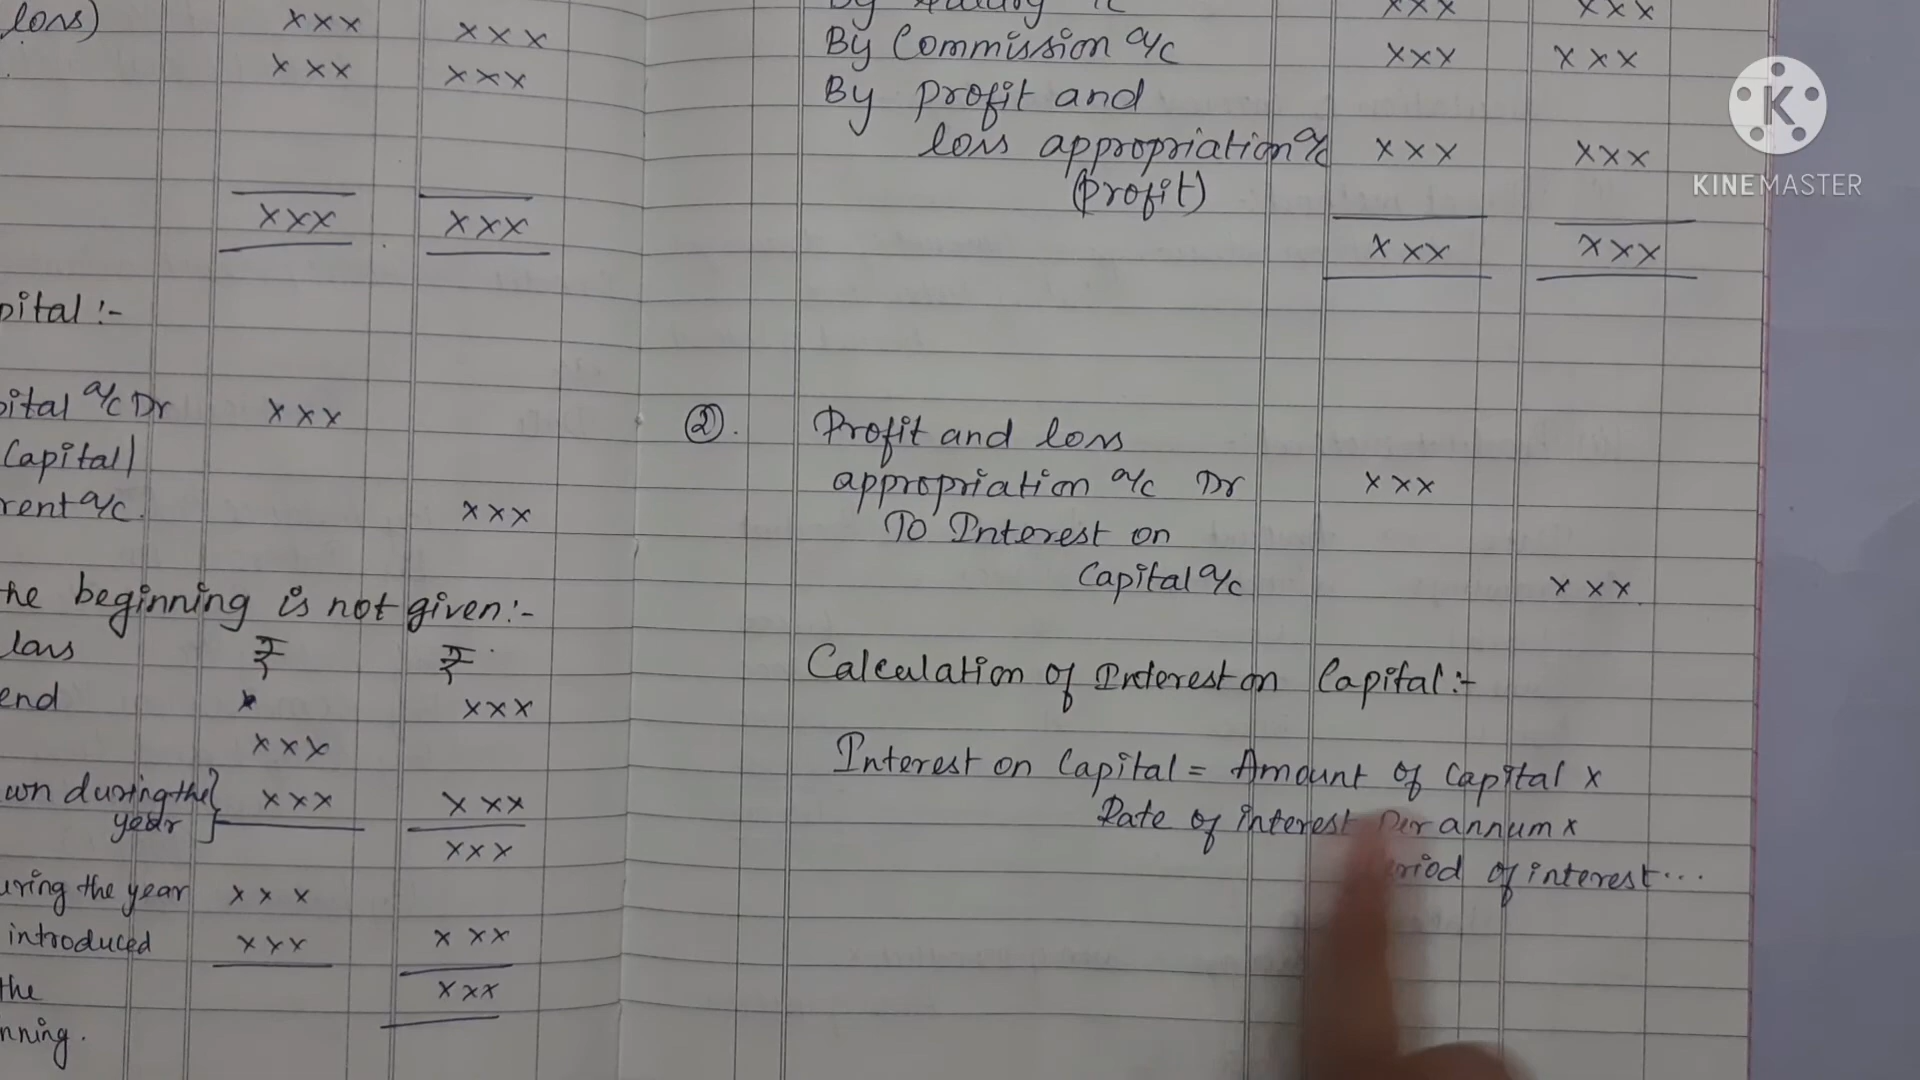 loss)
xxx xxx
xxx xxx
xxx xxx
pital :-
pital a/c Dr xxx
Capital)
rent a/c. xxx
he beginning is not given:-
lars ₹ ₹
end xxx
xxx
wn during the xxx xxx
year }
xxx
uring the year xxx
introduced xxx xxx
the xxx
nning.
xxx xxx
By Commission a/c xxx xxx
By profit and
loss appropriation a/c xxx xxx
(Profit)
xxx xxx
②. Profit and loss
appropriation a/c Dr xxx
To Interest on
Capital a/c xxx.
Calculation of Interest on Capital :-
Interest on Capital = Amount of Capital x
Rate of interest Per annum x
eriod of interest...
K
KINEMASTER